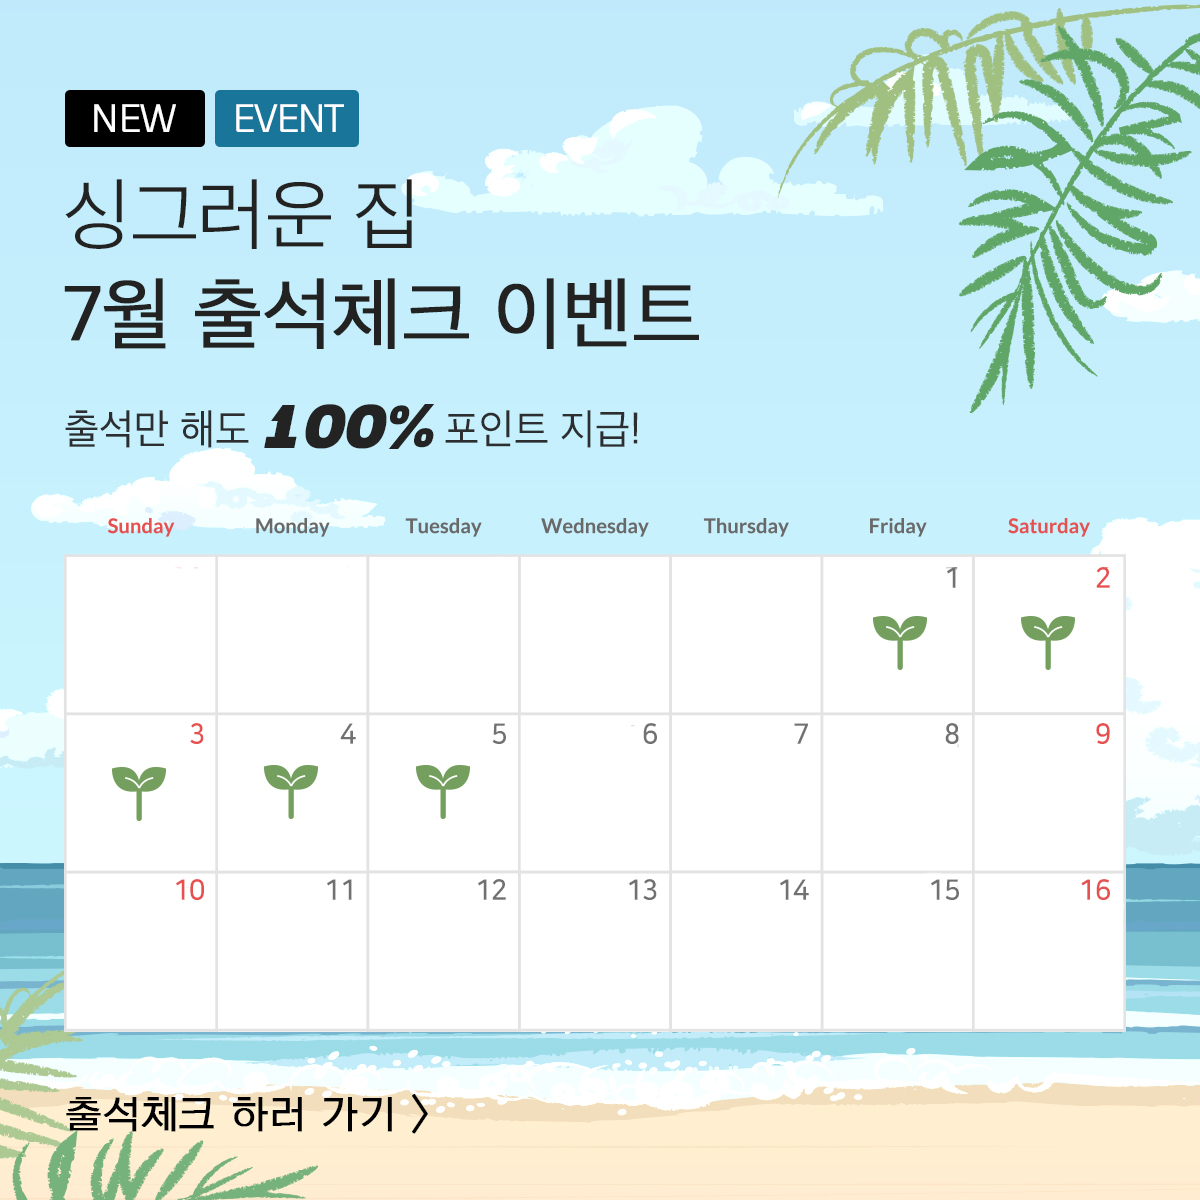 NEW EVENT
싱그러운 집
7월 출석체크 이벤트
출석만 해도 100% 포인트 지급!
Sunday Monday Tuesday Wednesday Thursday Friday Saturday
1 2
3 4 5 6 7 8 9
10 11 12 13 14 15 16
출석체크 하러 가기 〉